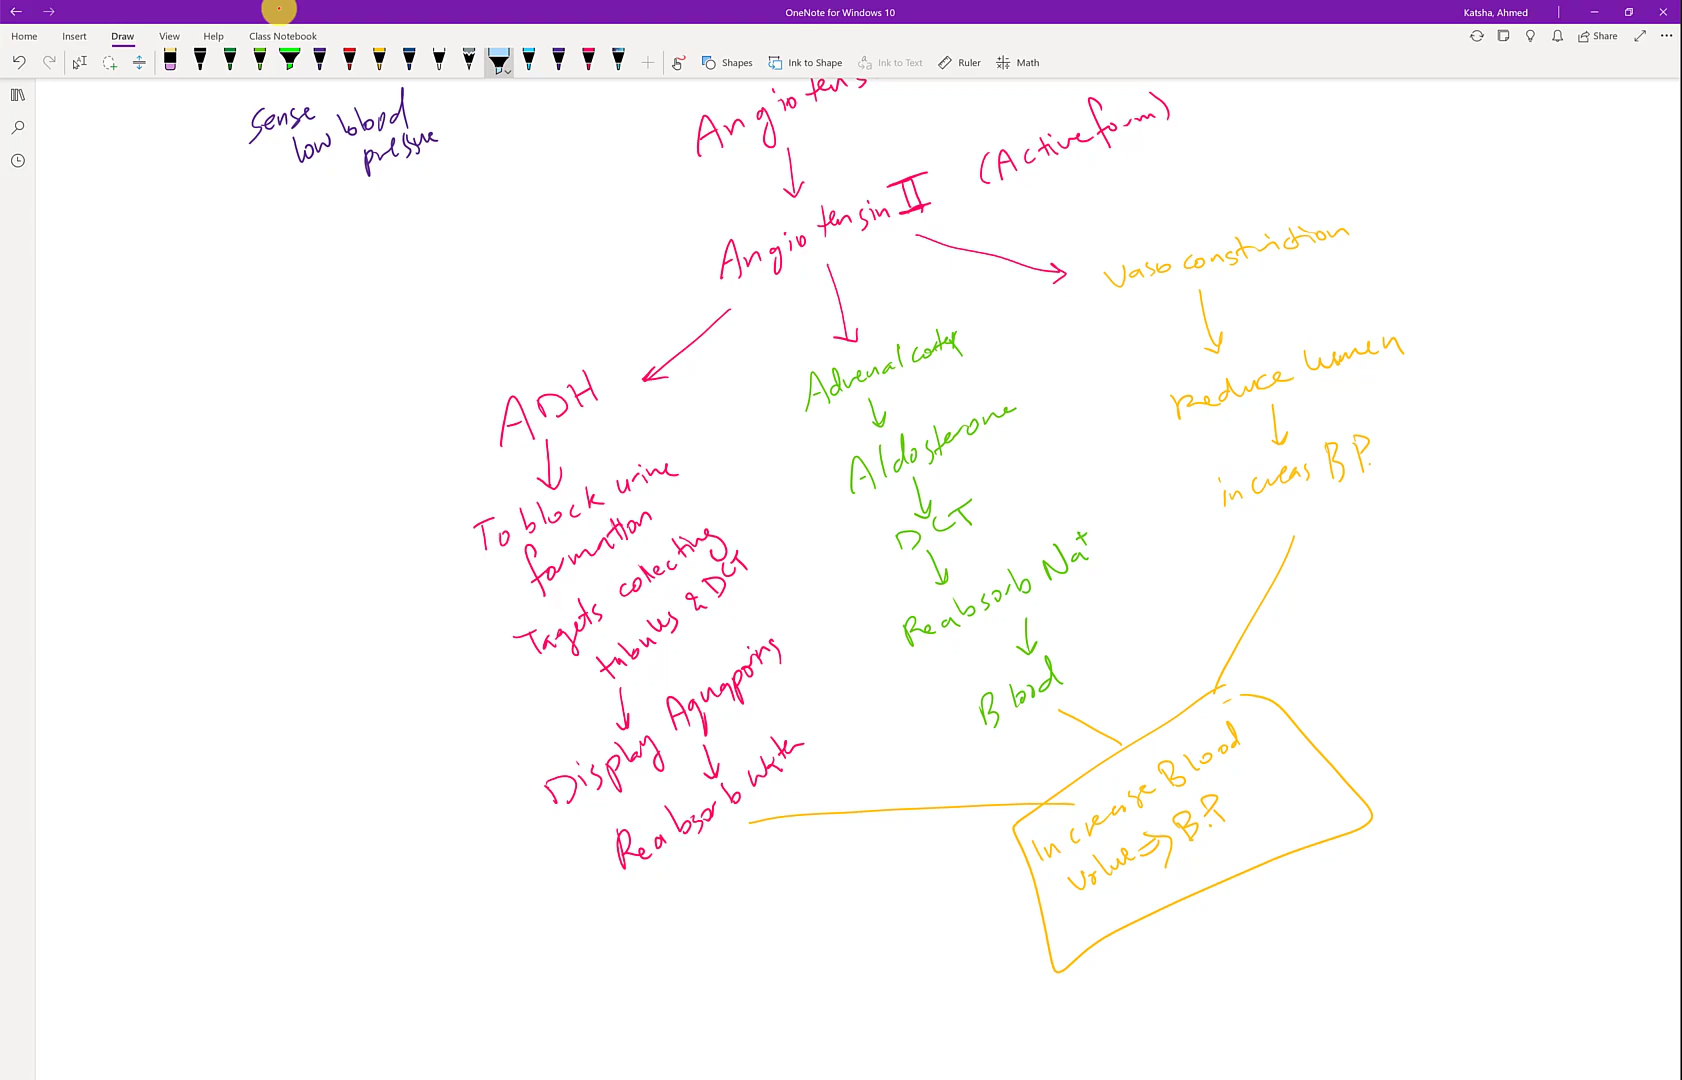 OneNote for Windows 10
Katsha, Ahmed
Home Insert Draw View Help Class Notebook
Share
Shapes Ink to Shape Ink to Text Ruler Math
Sense
low blood
pressure
Angiotens
Angiotensin II (Active form)
ADH
To block urine
formation
Tagets colecting
tubules & DCT
Display Aquaporins
Reabsorb water
Adrenal cortex
Aldosterone
DCT
Reabsorb Na+
Blood
Vaso constriction
Reduce lumen
increas B.P.
Increase Blood
volue ⇒ B.P